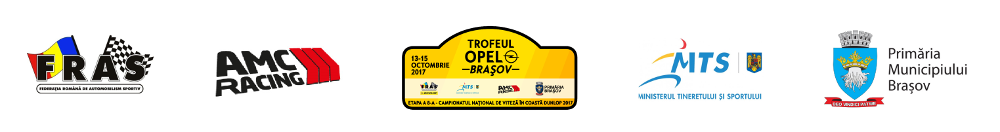 FRAS
FEDERAȚIA ROMÂNĂ DE AUTOMOBILISM SPORTIV
AMC
RACING
TROFEUL
OPEL
BRAȘOV
13-15
OCTOMBRIE
2017
FRAS
DUNLOP
MTS
AMC
RACING
PRIMĂRIA
BRAȘOV
ETAPA A 8-A - CAMPIONATUL NAȚIONAL DE VITEZĂ ÎN COASTĂ DUNLOP 2017
MTS
MINISTERUL TINERETULUI ȘI SPORTULUI
DEO VINDICI PATRIE
Primăria
Municipiului
Brașov